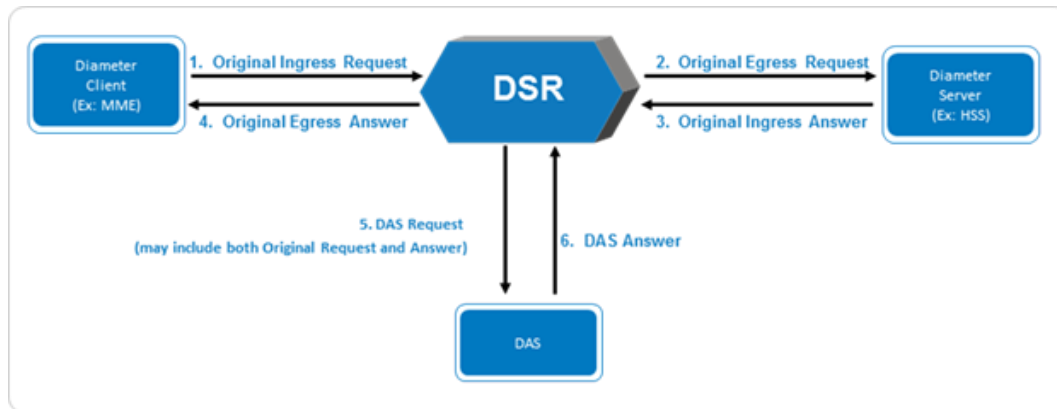 Diameter
Client
(Ex: MME)
1. Original Ingress Request
4. Original Egress Answer
DSR
2. Original Egress Request
3. Original Ingress Answer
Diameter
Server
(Ex: HSS)
5. DAS Request
(may include both Original Request and Answer)
6. DAS Answer
DAS